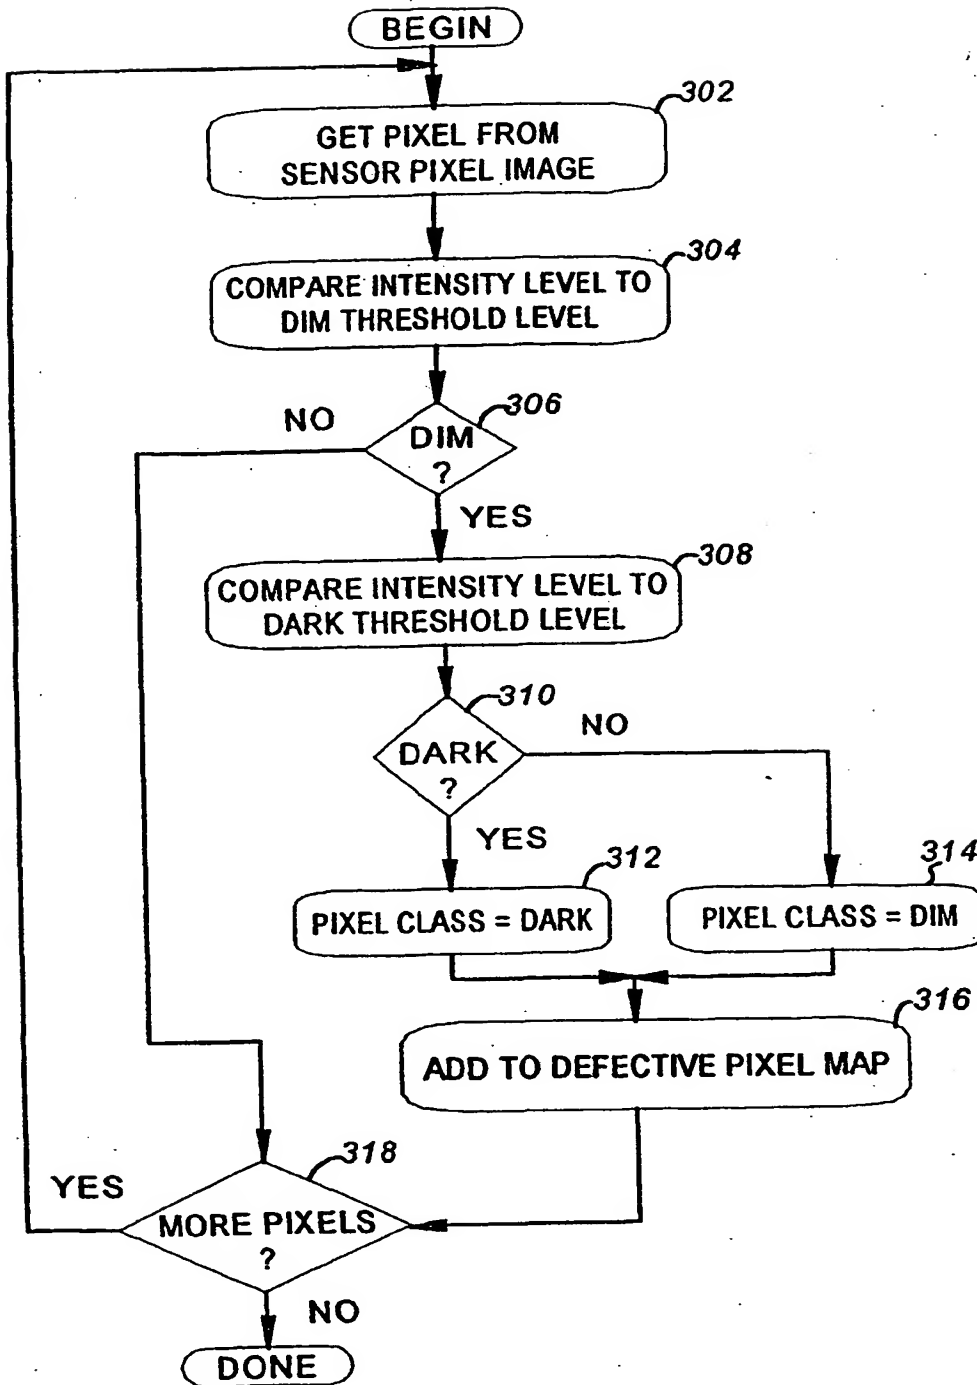 BEGIN
302
GET PIXEL FROM
SENSOR PIXEL IMAGE
304
COMPARE INTENSITY LEVEL TO
DIM THRESHOLD LEVEL
306
NO
DIM
?
YES
308
COMPARE INTENSITY LEVEL TO
DARK THRESHOLD LEVEL
310
NO
DARK
?
YES
312
314
PIXEL CLASS = DARK
PIXEL CLASS = DIM
316
ADD TO DEFECTIVE PIXEL MAP
318
YES
MORE PIXELS
?
NO
DONE